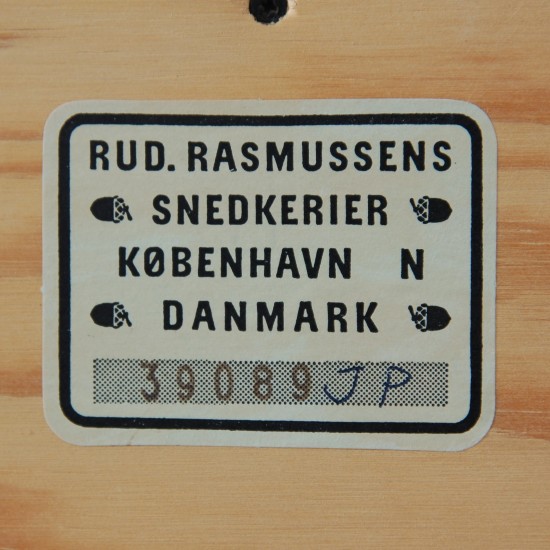 RUD. RASMUSSENS
SNEDKERIER
KØBENHAVN N
DANMARK
39089 JP